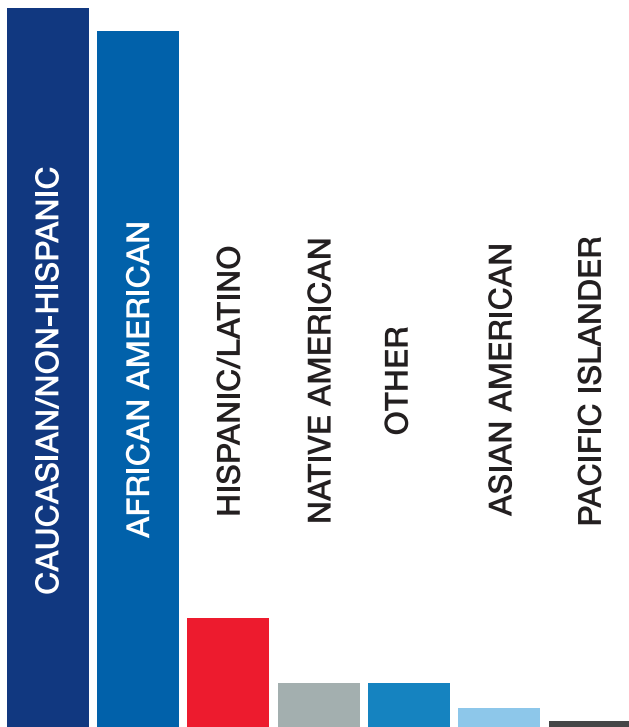 CAUCASIAN/NON-HISPANIC
AFRICAN AMERICAN
HISPANIC/LATINO
NATIVE AMERICAN
OTHER
ASIAN AMERICAN
PACIFIC ISLANDER